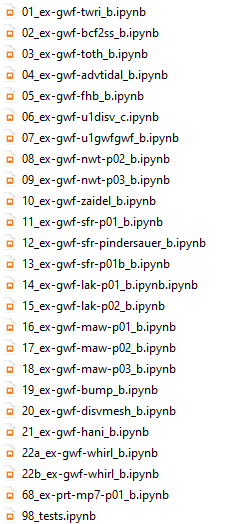 01_ex-gwf-twri_b.ipynb
02_ex-gwf-bcf2ss_b.ipynb
03_ex-gwf-toth_b.ipynb
04_ex-gwf-advtidal_b.ipynb
05_ex-gwf-fhb_b.ipynb
06_ex-gwf-u1disv_c.ipynb
07_ex-gwf-u1gwfgwf_b.ipynb
08_ex-gwf-nwt-p02_b.ipynb
09_ex-gwf-nwt-p03_b.ipynb
10_ex-gwf-zaidel_b.ipynb
11_ex-gwf-sfr-p01_b.ipynb
12_ex-gwf-sfr-pindersauer_b.ipynb
13_ex-gwf-sfr-p01b_b.ipynb
14_ex-gwf-lak-p01_b.ipynb.ipynb
15_ex-gwf-lak-p02_b.ipynb
16_ex-gwf-maw-p01_b.ipynb
17_ex-gwf-maw-p02_b.ipynb
18_ex-gwf-maw-p03_b.ipynb
19_ex-gwf-bump_b.ipynb
20_ex-gwf-disvmesh_b.ipynb
21_ex-gwf-hani_b.ipynb
22a_ex-gwf-whirl_b.ipynb
22b_ex-gwf-whirl_b.ipynb
68_ex-prt-mp7-p01_b.ipynb
98_tests.ipynb